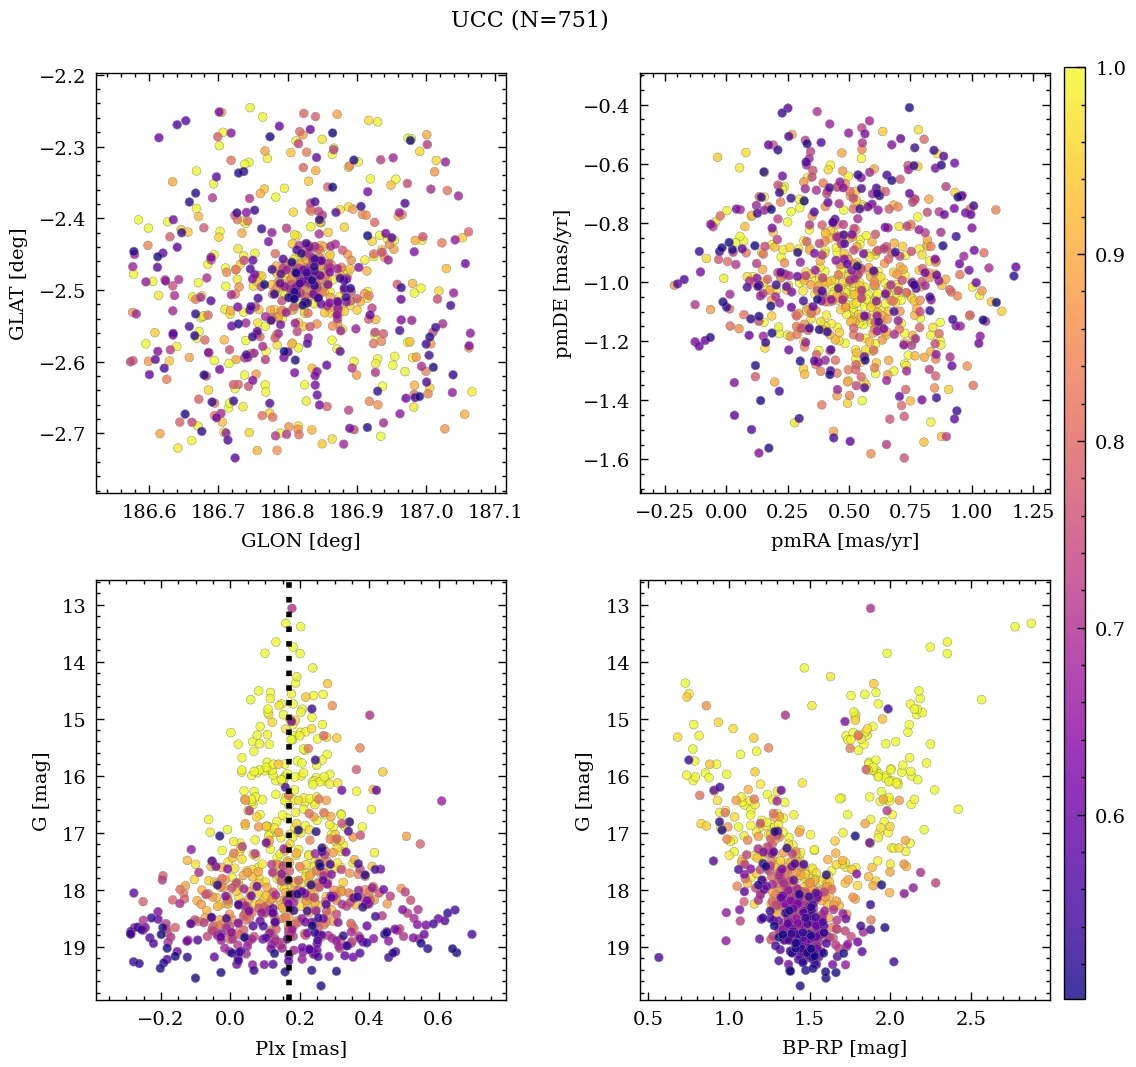 UCC (N=751)
−2.2
−2.3
−2.4
−2.5
−2.6
−2.7
GLAT [deg]
186.6 186.7 186.8 186.9 187.0 187.1
GLON [deg]
−0.4
−0.6
−0.8
−1.0
−1.2
−1.4
−1.6
pmDE [mas/yr]
−0.25 0.00 0.25 0.50 0.75 1.00 1.25
pmRA [mas/yr]
13
14
15
16
17
18
19
G [mag]
−0.2 0.0 0.2 0.4 0.6
Plx [mas]
13
14
15
16
17
18
19
G [mag]
0.5 1.0 1.5 2.0 2.5
BP-RP [mag]
1.0
0.9
0.8
0.7
0.6